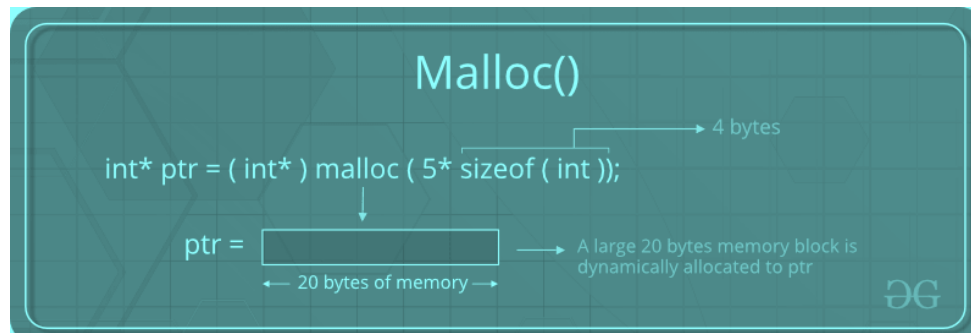 Malloc()
4 bytes
int* ptr = ( int* ) malloc ( 5* sizeof ( int ));
ptr =
A large 20 bytes memory block is
dynamically allocated to ptr
20 bytes of memory
GG